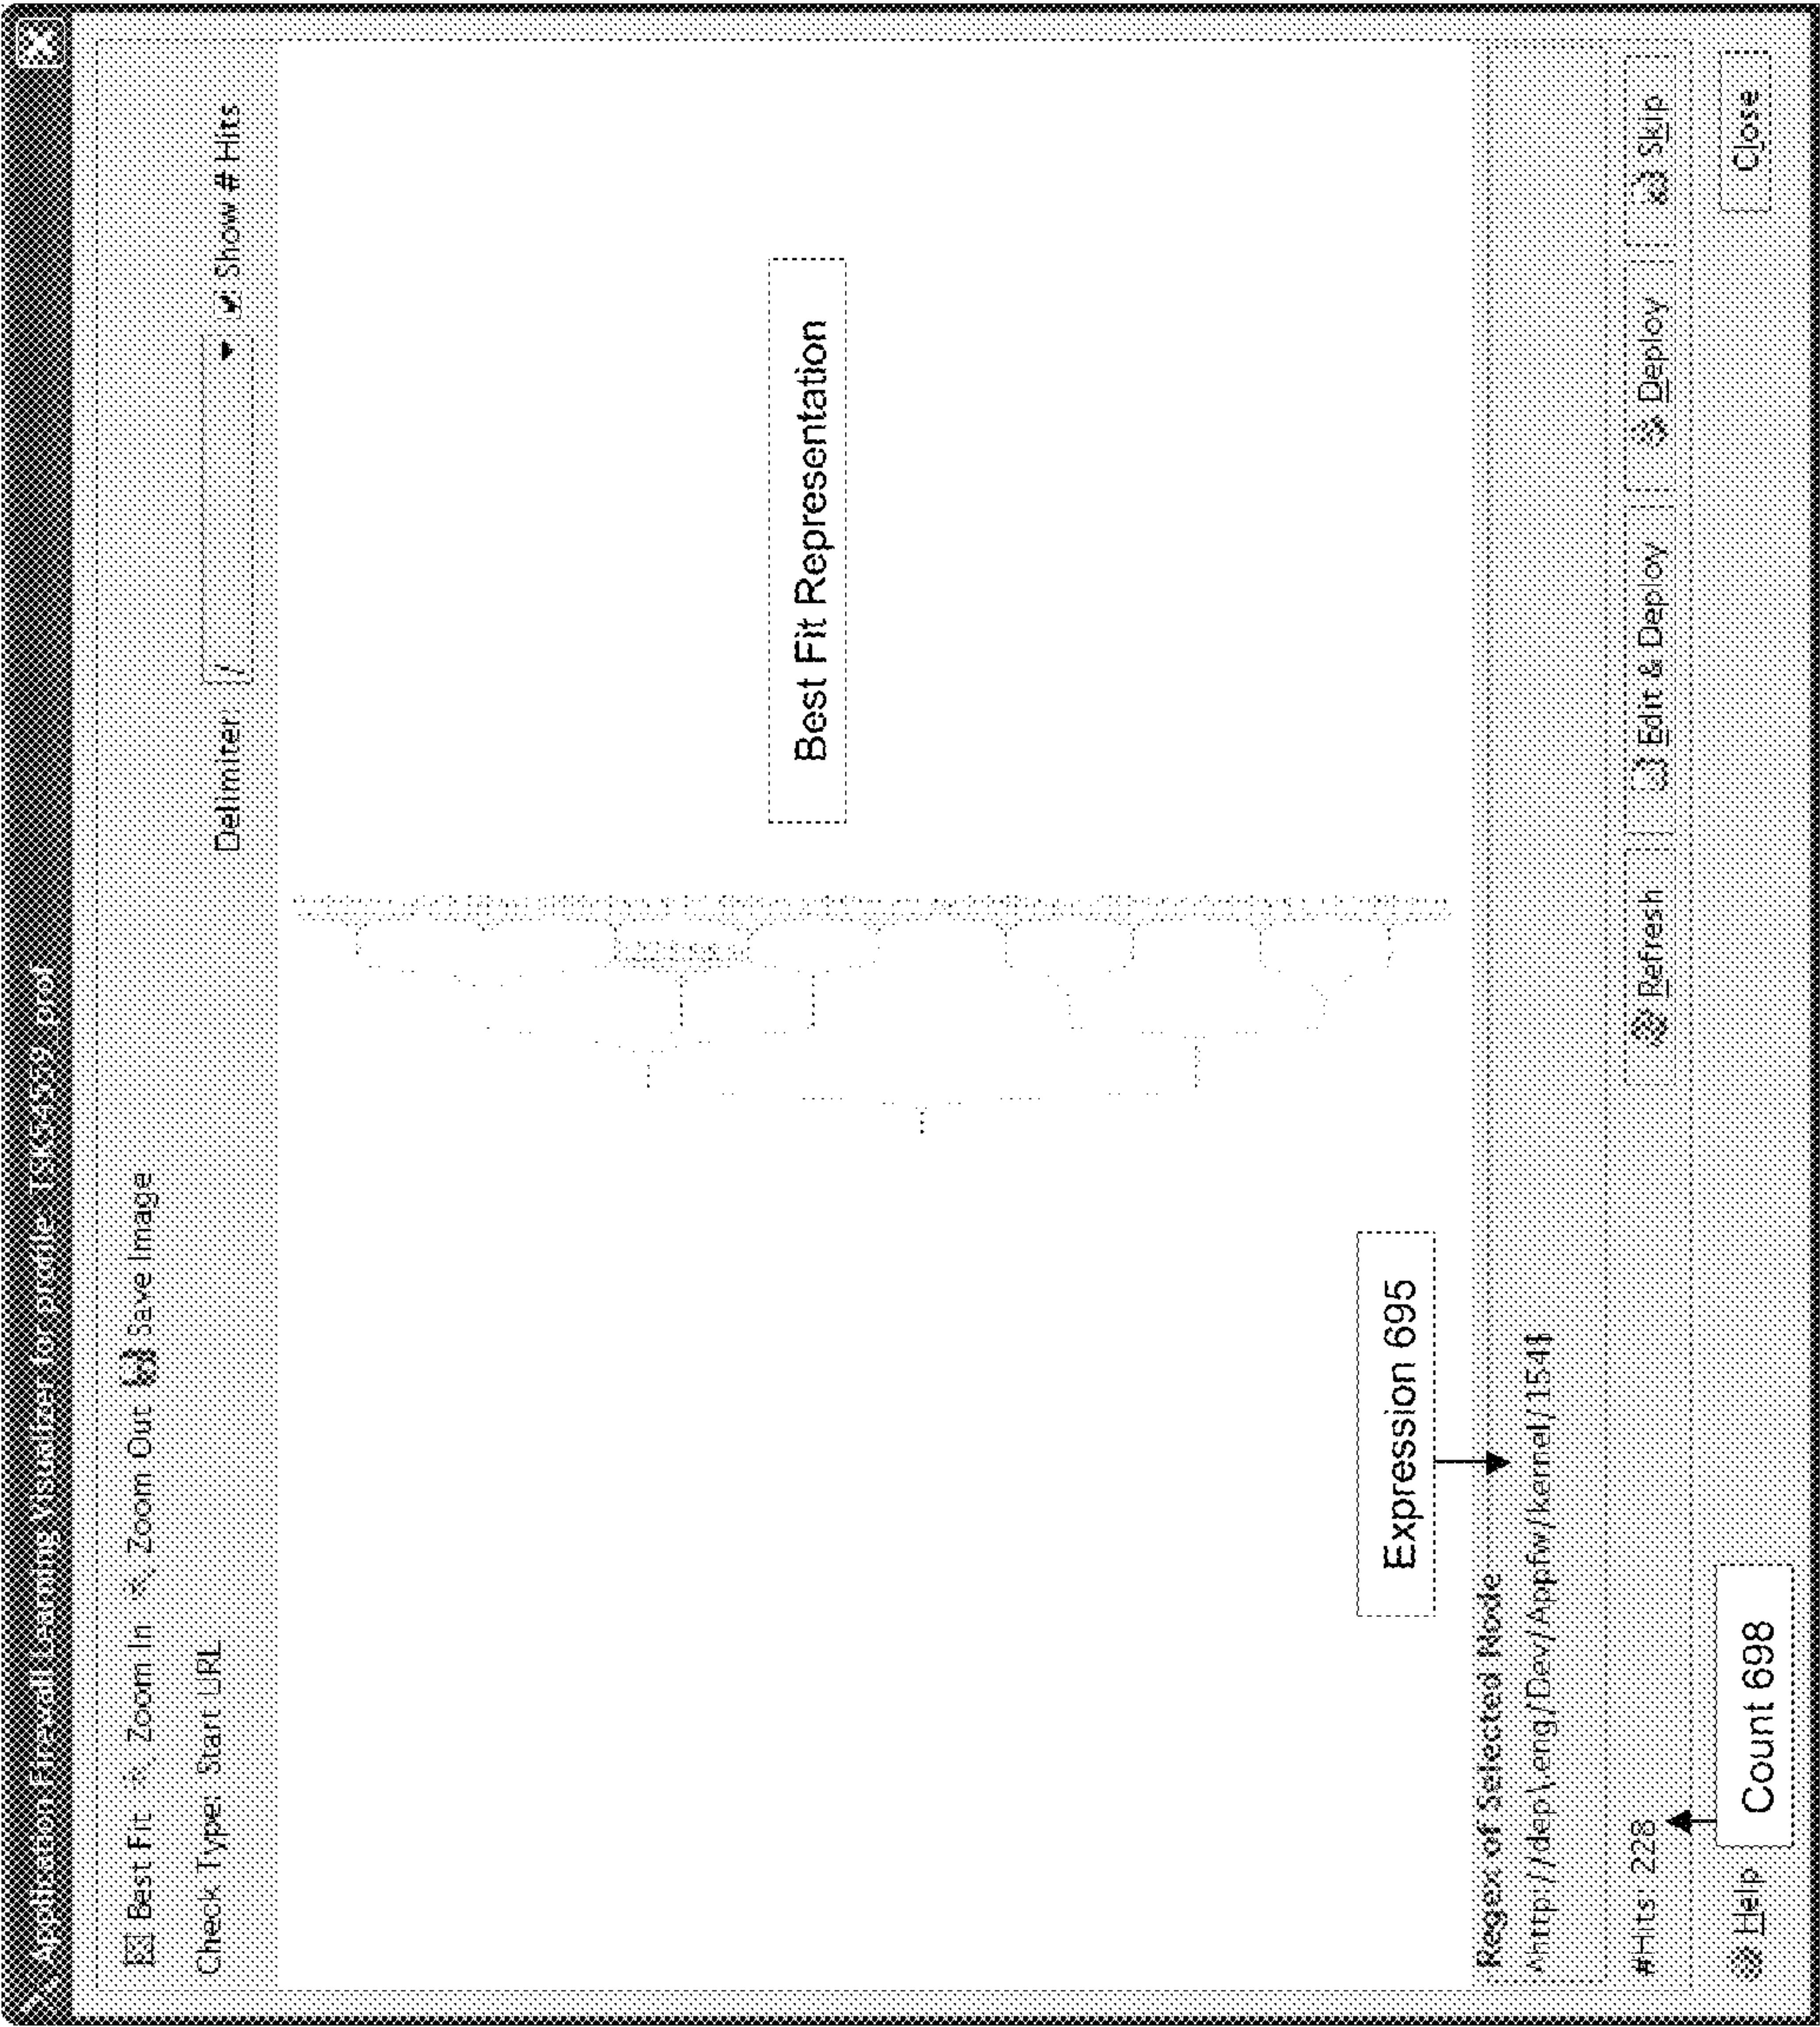 Application Firewall Learning Visualizer for profile: TSK54579_prof
Best Fit Zoom In Zoom Out Save Image
Check Type: Start URL Delimiter: / Show # Hits
Best Fit Representation
Expression 695
Regex of Selected Node
^http://dep\.eng/Dev/Appfw/kernel/154$
#Hits: 228 Refresh Edit & Deploy Deploy Skip
Count 698
Help Close